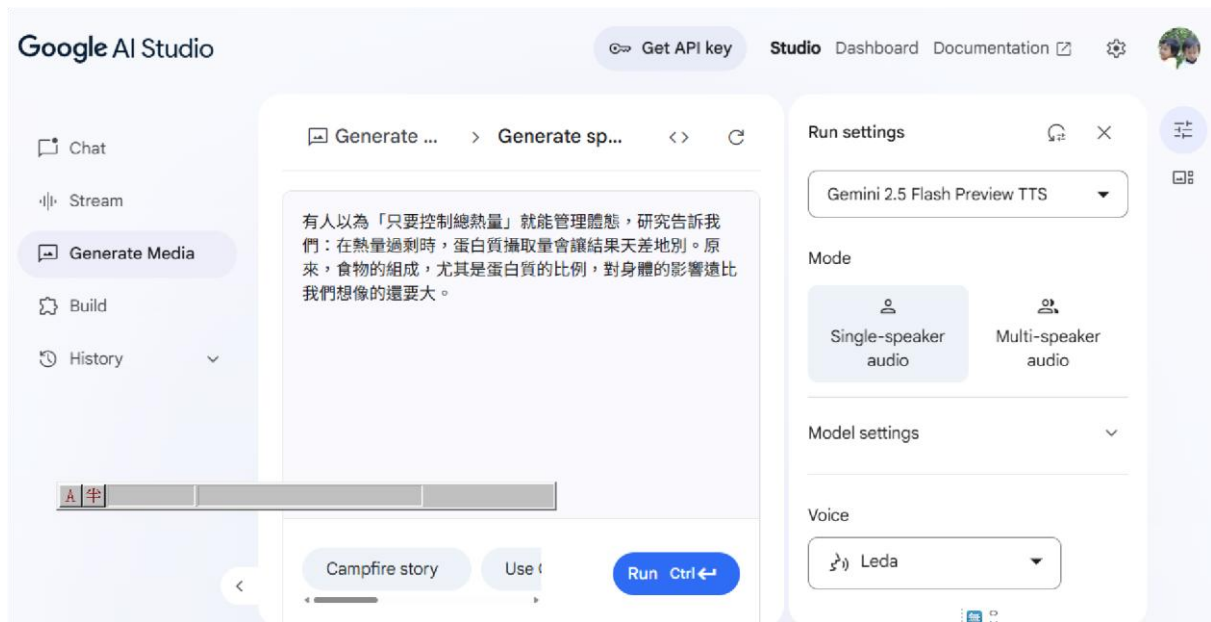 Google AI Studio
Get API key
Studio
Dashboard
Documentation
Chat
Stream
Generate Media
Build
History
Generate ...
Generate sp...
有人以為「只要控制總熱量」就能管理體態，研究告訴我
們：在熱量過剩時，蛋白質攝取量會讓結果天差地別。原
來，食物的組成，尤其是蛋白質的比例，對身體的影響遠比
我們想像的還要大。
A 半
Campfire story
Use
Run Ctrl
Run settings
Gemini 2.5 Flash Preview TTS
Mode
Single-speaker
audio
Multi-speaker
audio
Model settings
Voice
Leda